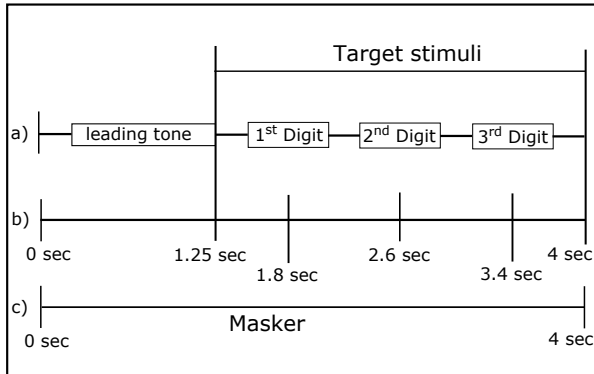 Target stimuli
a) leading tone 1st Digit 2nd Digit 3rd Digit
b)
0 sec 1.25 sec 2.6 sec 4 sec
1.8 sec 3.4 sec
c)
Masker
0 sec 4 sec